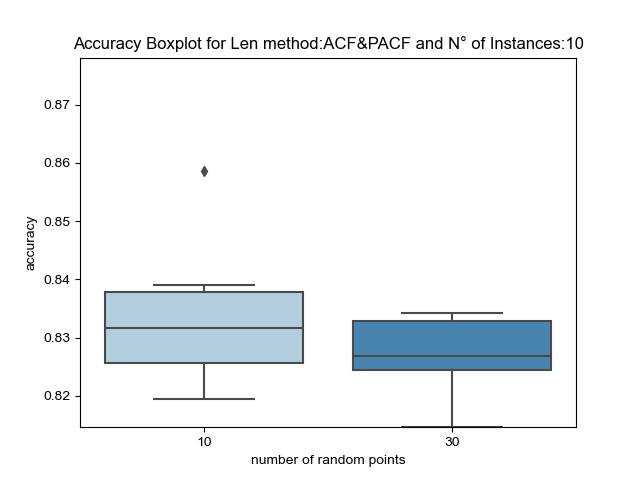 Accuracy Boxplot for Len method:ACF&PACF and N° of Instances:10
0.87
0.86
0.85
0.84
0.83
0.82
accuracy
10
30
number of random points